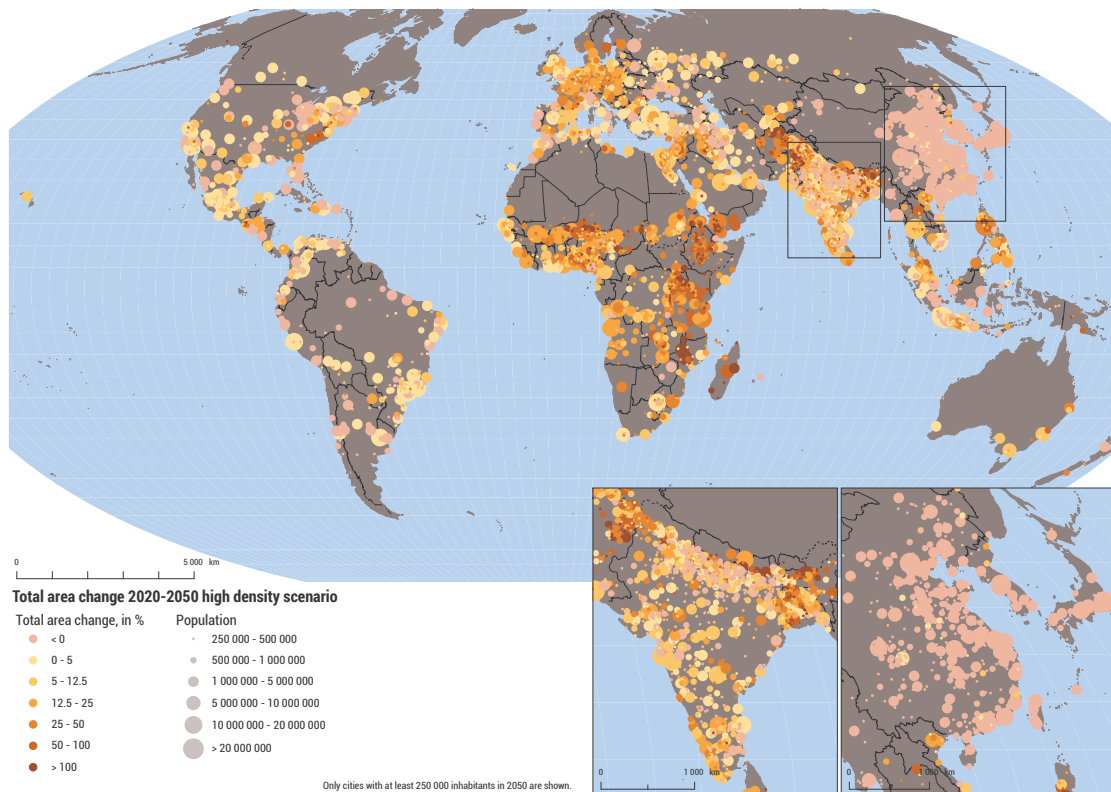 0 5 000 km
Total area change 2020-2050 high density scenario
Total area change, in %
< 0
0 - 5
5 - 12.5
12.5 - 25
25 - 50
50 - 100
> 100
Population
250 000 - 500 000
500 000 - 1 000 000
1 000 000 - 5 000 000
5 000 000 - 10 000 000
10 000 000 - 20 000 000
> 20 000 000
Only cities with at least 250 000 inhabitants in 2050 are shown.
0 1 000 km
0 1 000 km